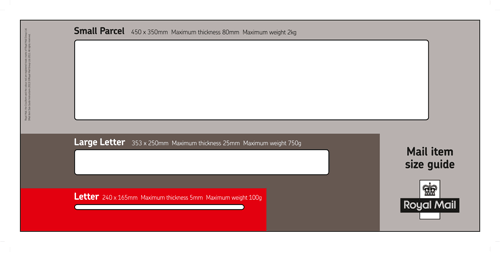 Small Parcel 450 x 350mm Maximum thickness 80mm Maximum weight 2kg
Large Letter 353 x 250mm Maximum thickness 25mm Maximum weight 750g
Letter 240 x 165mm Maximum thickness 5mm Maximum weight 100g
Mail item
size guide
Royal Mail